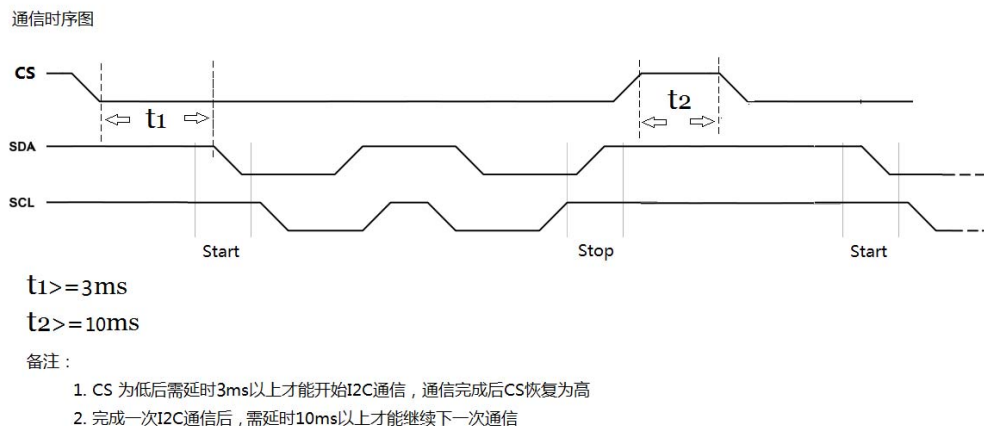 通信时序图
CS
t1
t2
SDA
SCL
Start
Stop
Start
t1>=3ms
t2>=10ms
备注：
1. CS 为低后需延时3ms以上才能开始I2C通信，通信完成后CS恢复为高
2. 完成一次I2C通信后，需延时10ms以上才能继续下一次通信